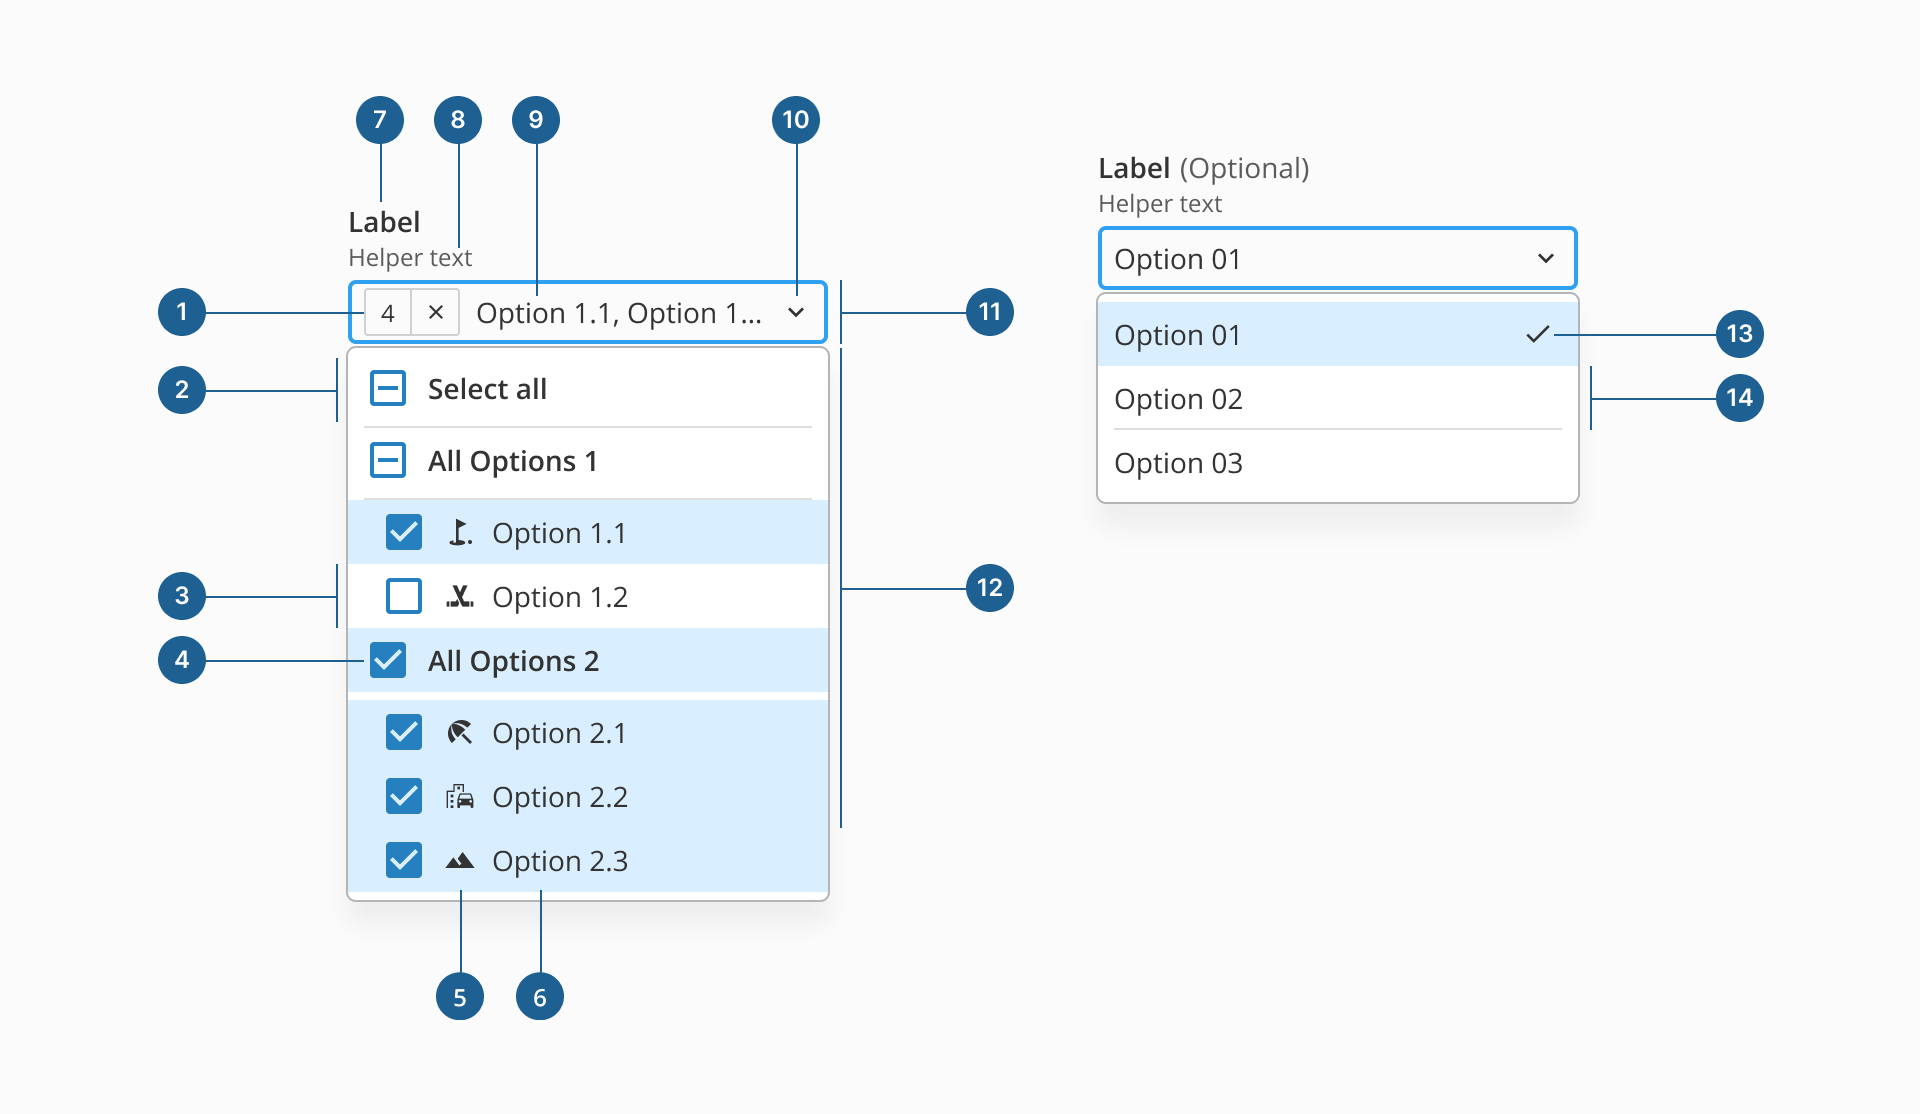 7
8
9
10
Label
Helper text
1
4
Option 1.1, Option 1...
11
2
Select all
All Options 1
Option 1.1
3
Option 1.2
12
4
All Options 2
Option 2.1
Option 2.2
Option 2.3
5
6
Label (Optional)
Helper text
Option 01
Option 01
13
Option 02
14
Option 03